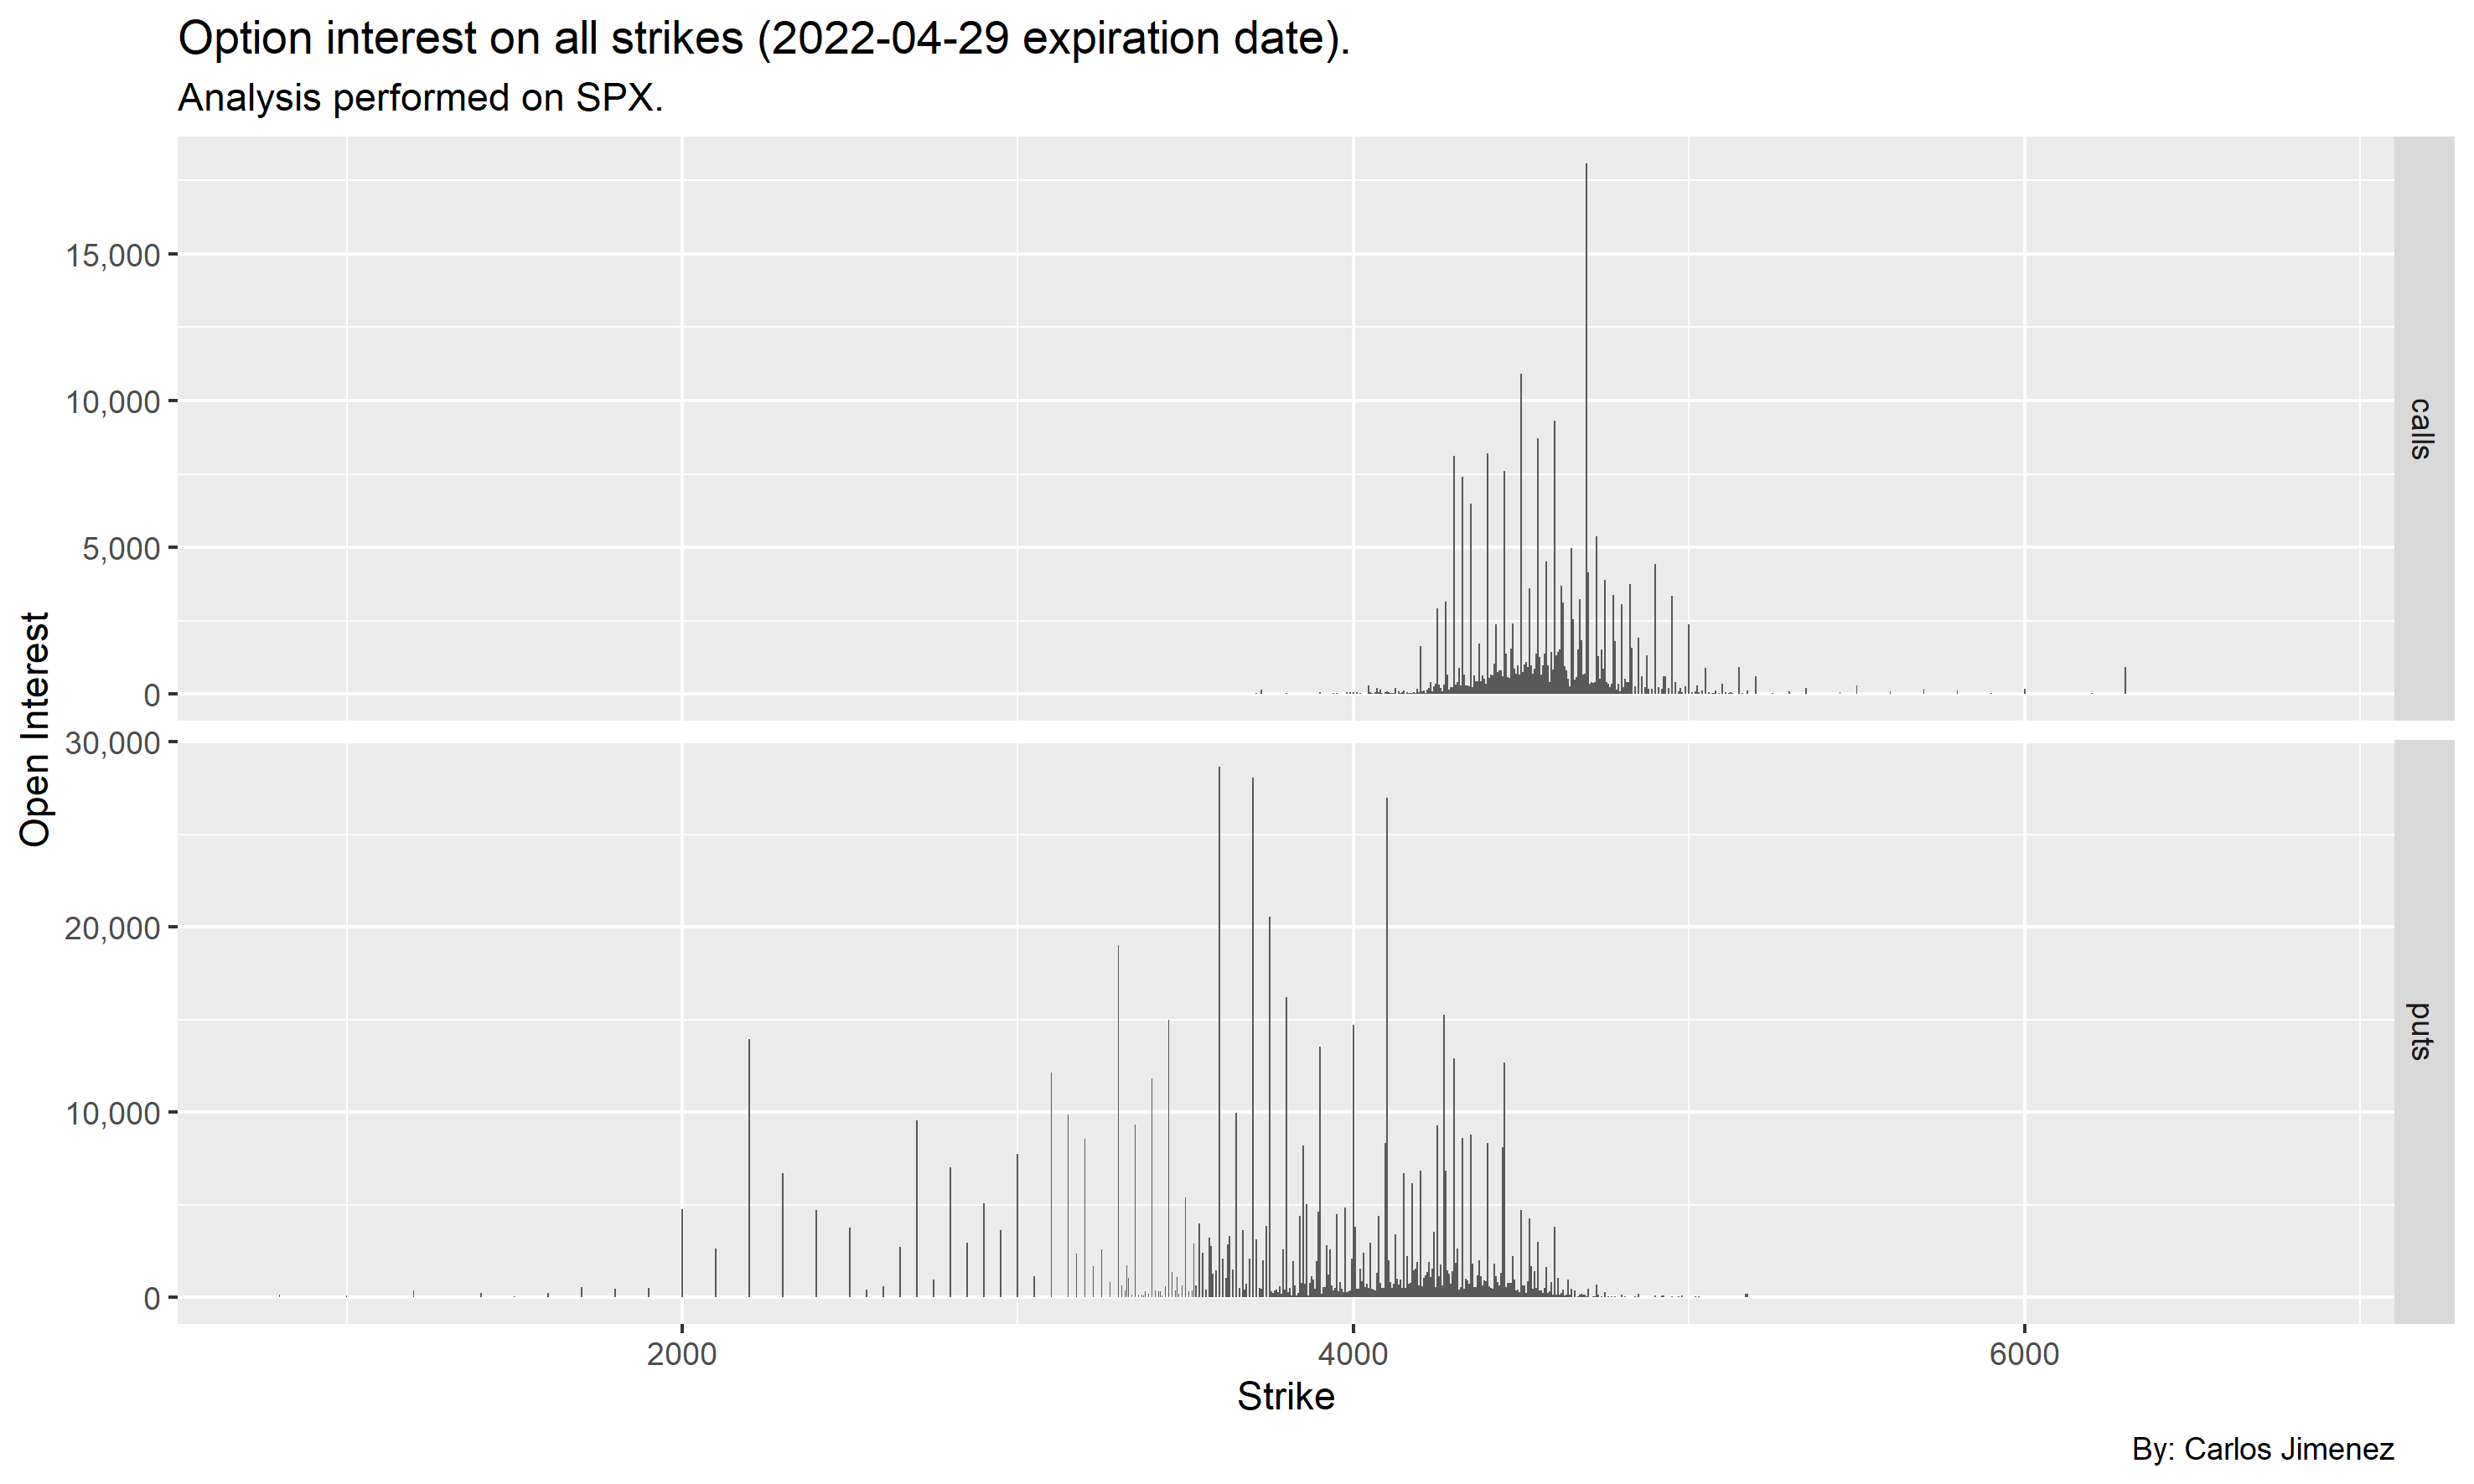 Option interest on all strikes (2022-04-29 expiration date).
Analysis performed on SPX.
Open Interest
15,000
10,000
5,000
0
calls
30,000
20,000
10,000
0
puts
2000
4000
6000
Strike
By: Carlos Jimenez